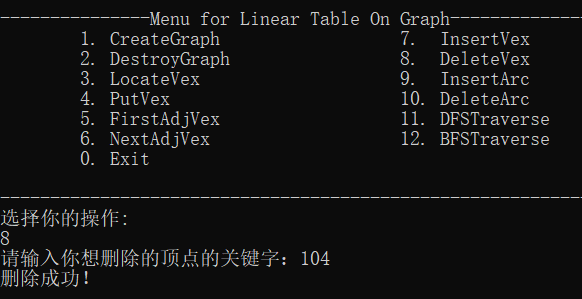 ---------------Menu for Linear Table On Graph---------------
1. CreateGraph 7. InsertVex
2. DestroyGraph 8. DeleteVex
3. LocateVex 9. InsertArc
4. PutVex 10. DeleteArc
5. FirstAdjVex 11. DFSTraverse
6. NextAdjVex 12. BFSTraverse
0. Exit
----------------------------------------------------------
选择你的操作:
8
请输入你想删除的顶点的关键字：104
删除成功！